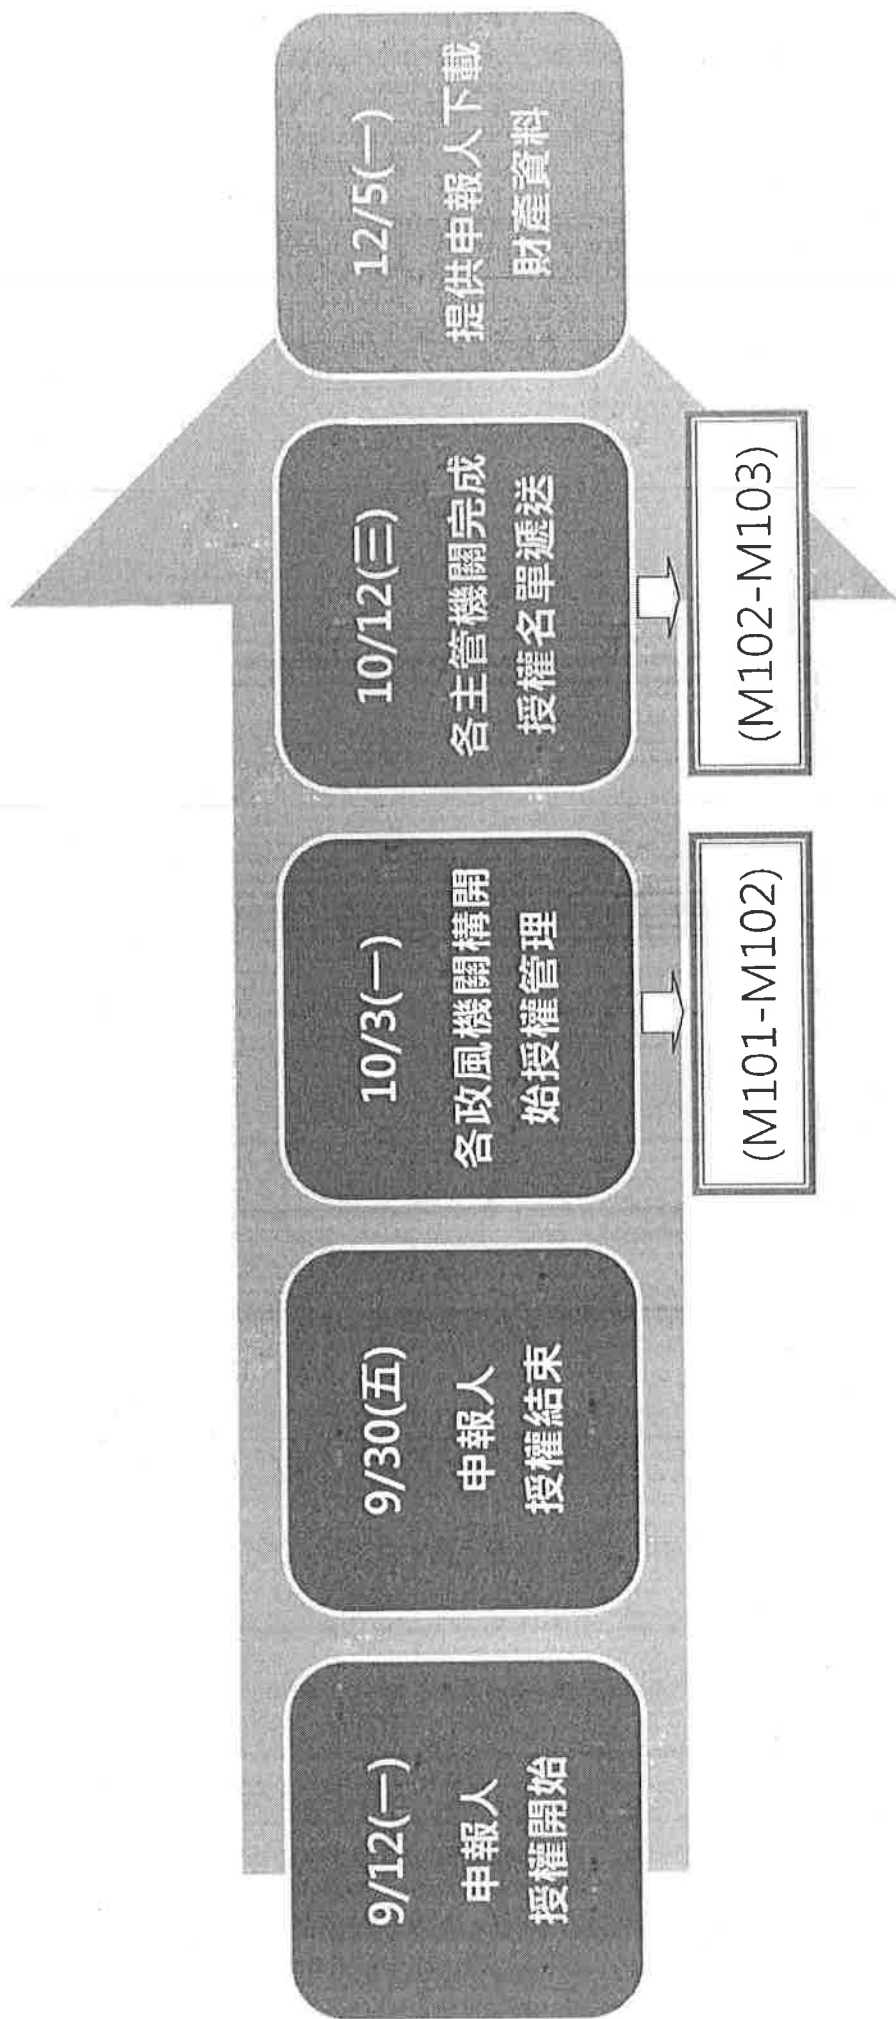 9/12(一)
申報人
授權開始
9/30(五)
申報人
授權結束
10/3(一)
各政風機關構開
始授權管理
(M101-M102)
10/12(三)
各主管機關完成
授權名單遞送
(M102-M103)
12/5(一)
提供申報人下載
財產資料